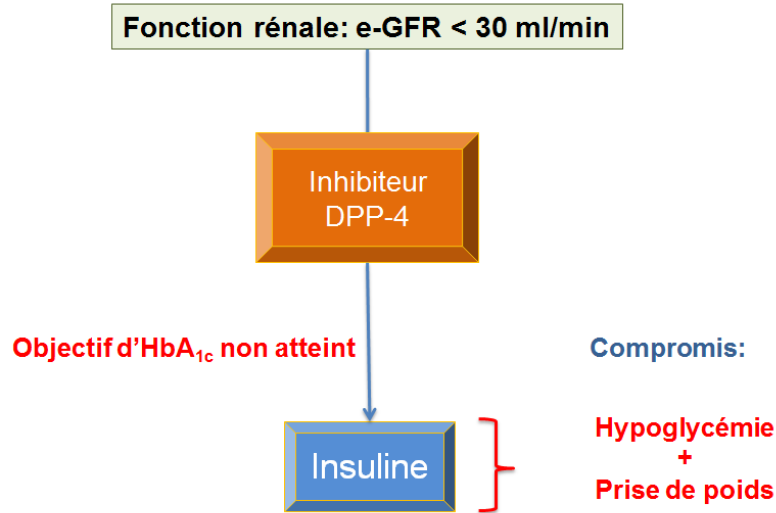 Fonction rénale: e-GFR < 30 ml/min
Inhibiteur
DPP-4
Objectif d’HbA₁c non atteint
Compromis:
Insuline
Hypoglycémie
+
Prise de poids